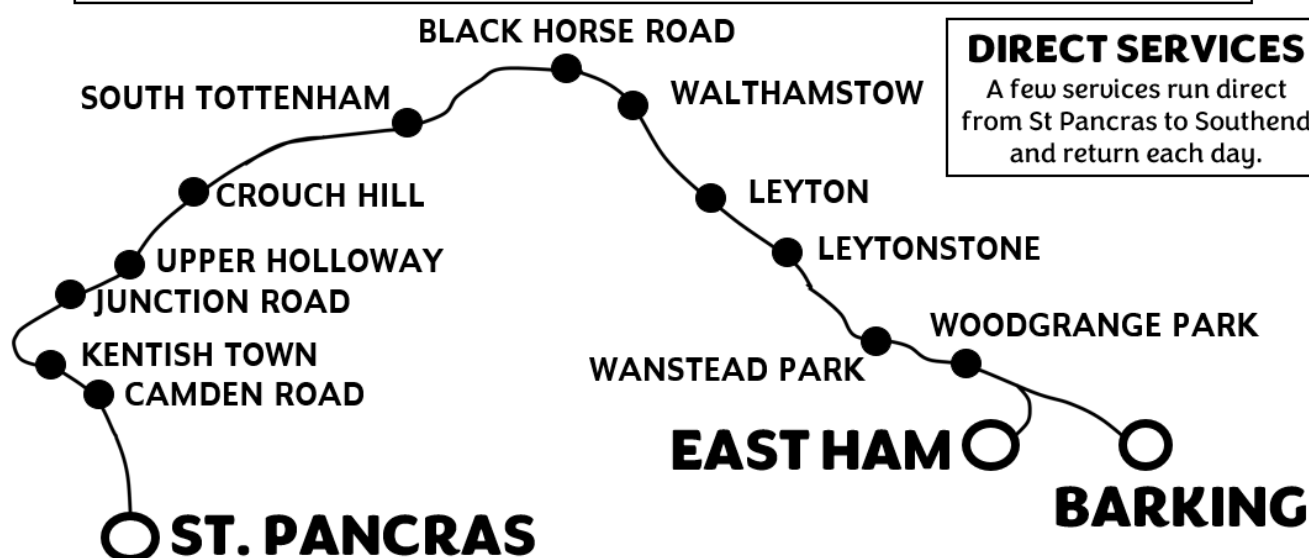 BLACK HORSE ROAD
DIRECT SERVICES
A few services run direct
from St Pancras to Southend
and return each day.
SOUTH TOTTENHAM
WALTHAMSTOW
CROUCH HILL
LEYTON
UPPER HOLLOWAY
LEYTONSTONE
JUNCTION ROAD
WOODGRANGE PARK
KENTISH TOWN
WANSTEAD PARK
CAMDEN ROAD
EAST HAM
BARKING
ST. PANCRAS